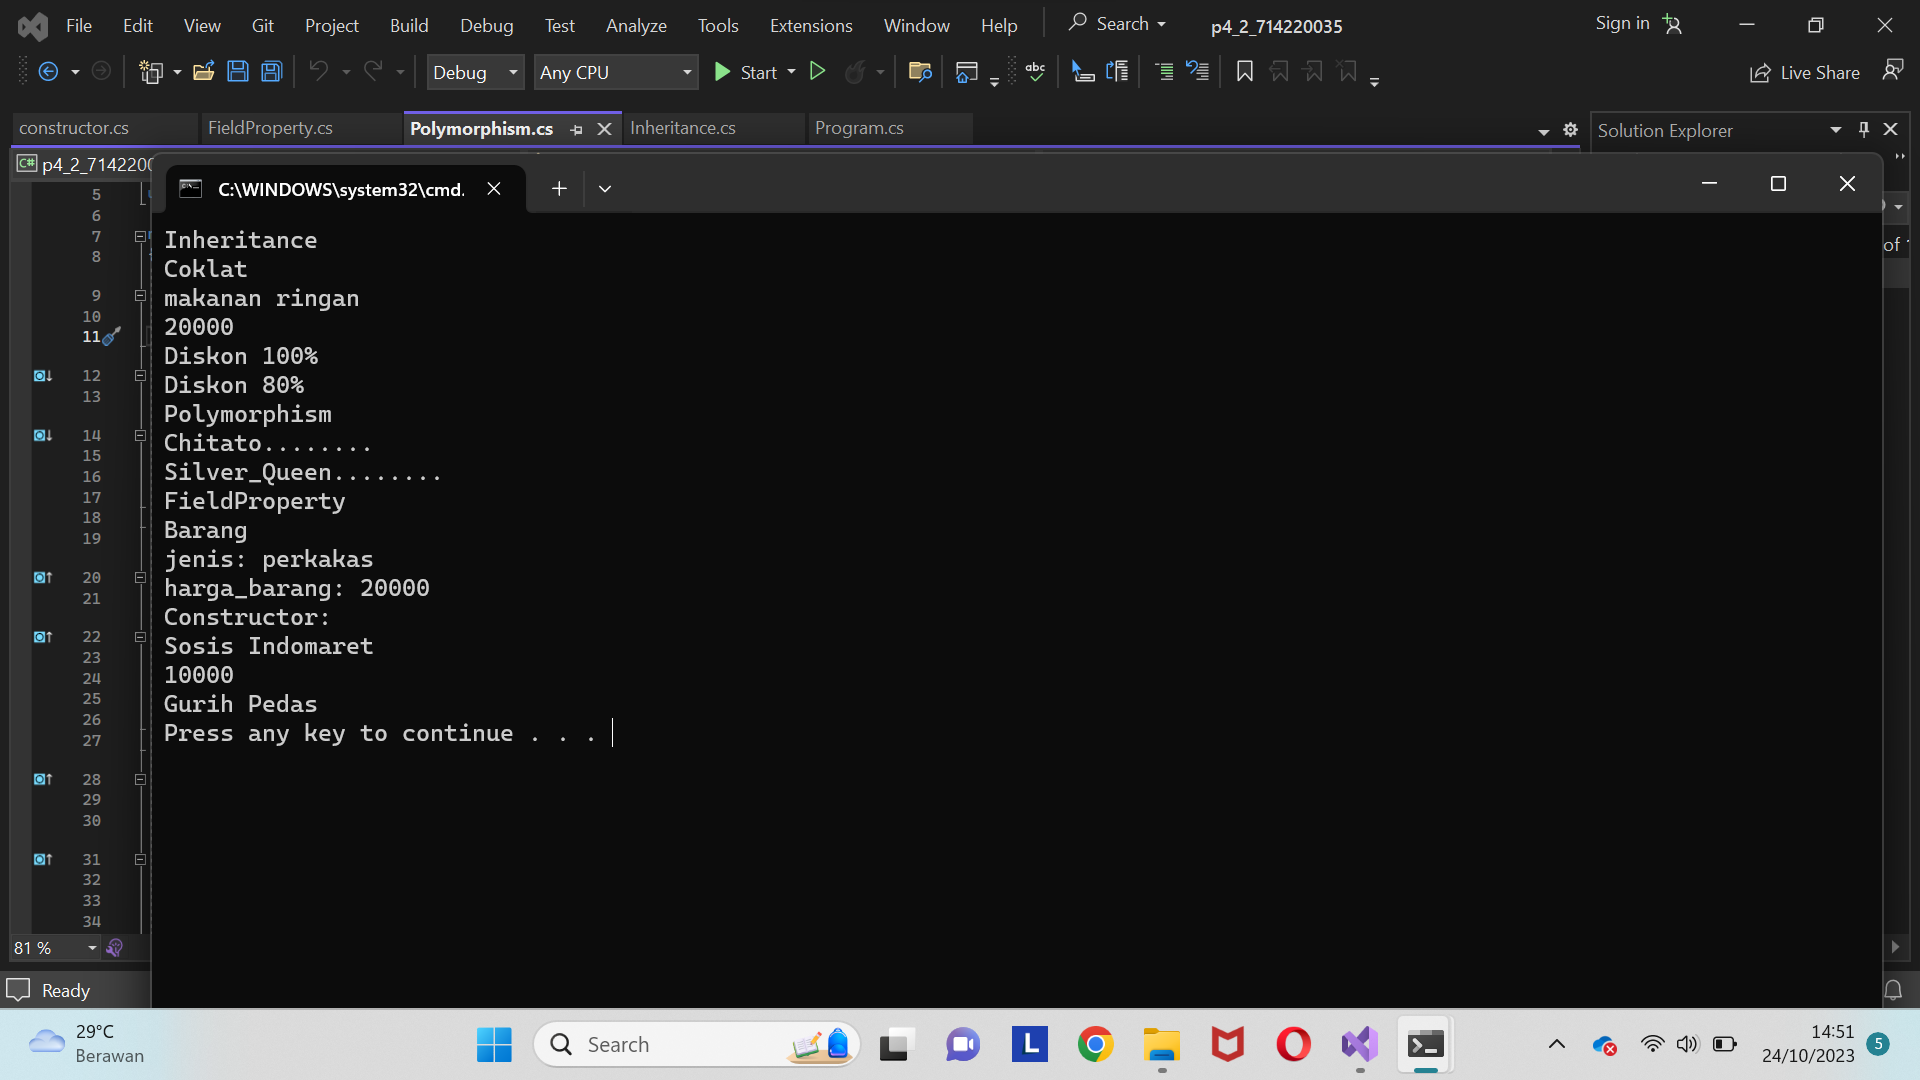 File Edit View Git Project Build Debug Test Analyze Tools Extensions Window Help Search p4_2_714220035 Sign in
Debug Any CPU Start Live Share
constructor.cs FieldProperty.cs Polymorphism.cs Inheritance.cs Program.cs Solution Explorer
C# p4_2_7142200
C:\WINDOWS\system32\cmd.
5
6
7
8
9
10
11
12
13
14
15
16
17
18
19
20
21
22
23
24
25
26
27
28
29
30
31
32
33
34
Inheritance
Coklat
makanan ringan
20000
Diskon 100%
Diskon 80%
Polymorphism
Chitato........
Silver_Queen........
FieldProperty
Barang
jenis: perkakas
harga_barang: 20000
Constructor:
Sosis Indomaret
10000
Gurih Pedas
Press any key to continue . . .
of
81 %
Ready
29°C
Berawan
Search
L
14:51
24/10/2023
5